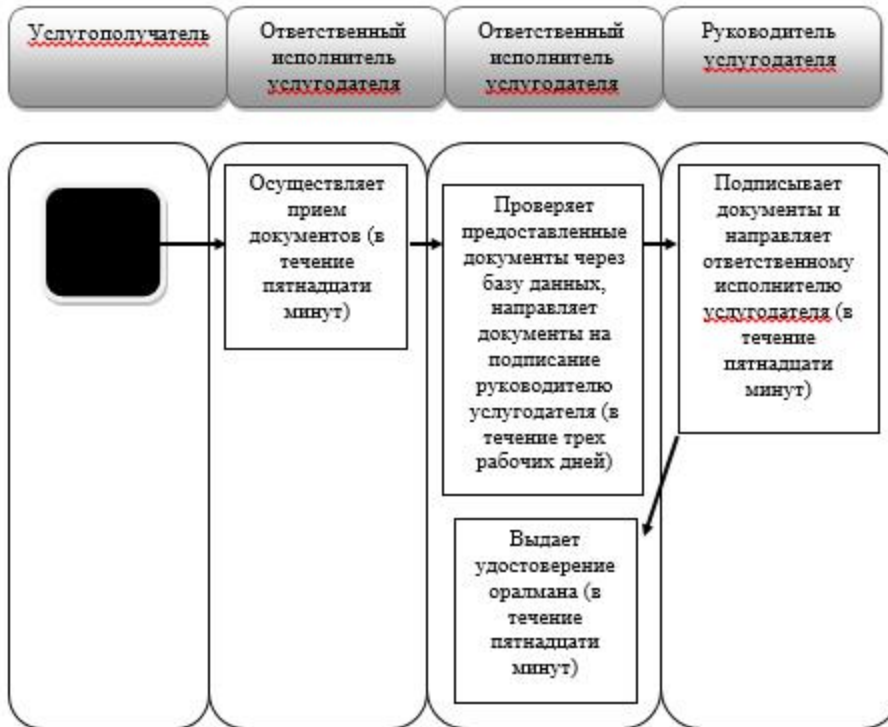 Услугополучатель
Ответственный
исполнитель
услугодателя
Ответственный
исполнитель
услугодателя
Руководитель
услугодателя
Осуществляет
прием
документов (в
течение
пятнадцати
минут)
Проверяет
предоставленные
документы через
базу данных,
направляет
документы на
подписание
руководителю
услугодателя (в
течение трех
рабочих дней)
Подписывает
документы и
направляет
ответственному
исполнителю
услугодателя (в
течение
пятнадцати
минут)
Выдает
удостоверение
оралмана (в
течение
пятнадцати
минут)